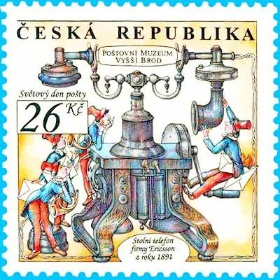 ČESKÁ REPUBLIKA
POŠTOVNÍ MUZEUM
VYŠŠÍ BROD
Světový den pošty
26 Kč
Stolní telefon
firmy Ericsson
z roku 1891